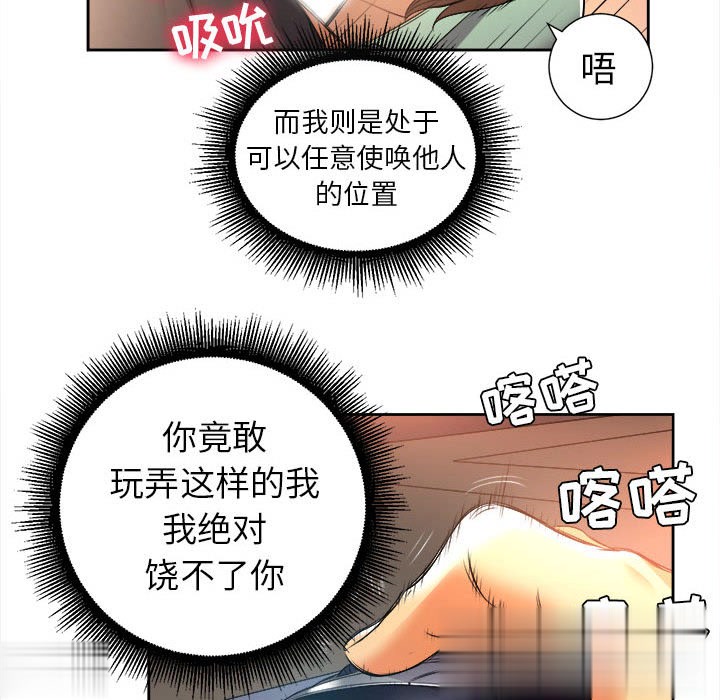 吸吮
唔
而我则是处于
可以任意使唤他人
的位置
喀嗒
你竟敢
玩弄这样的我
我绝对
饶不了你
喀嗒